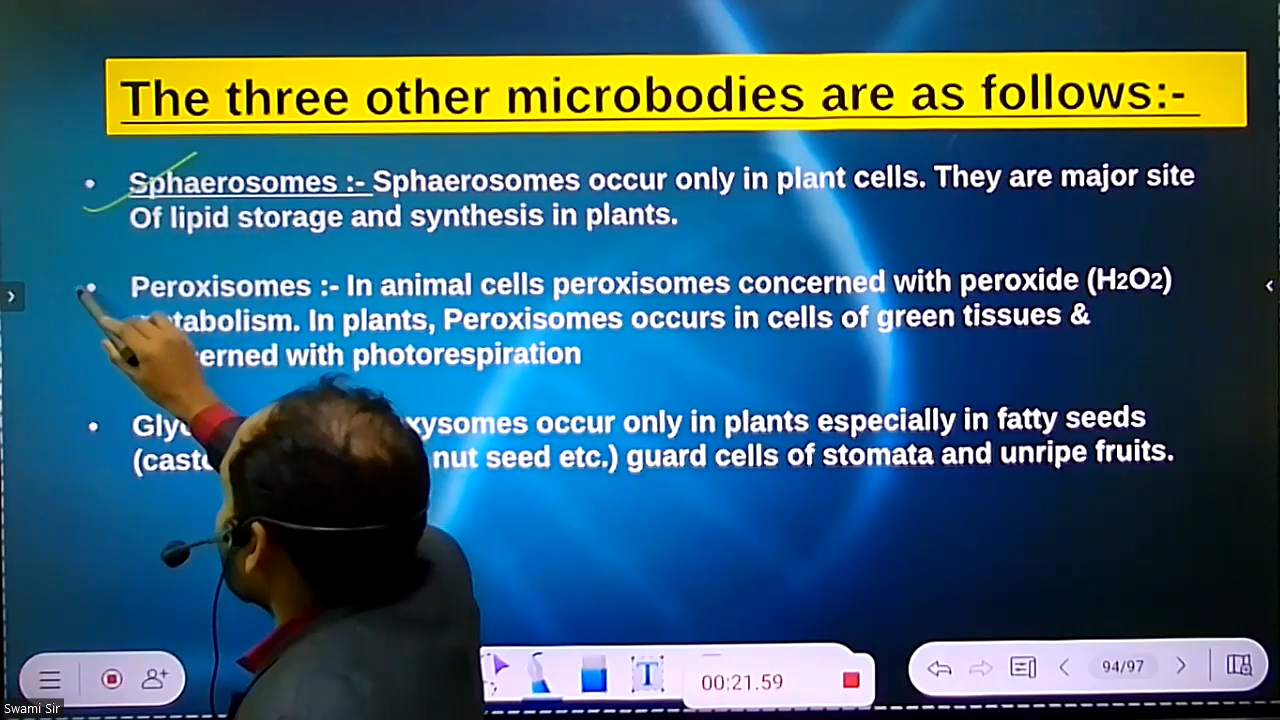 The three other microbodies are as follows:-
• Sphaerosomes :- Sphaerosomes occur only in plant cells. They are major site
Of lipid storage and synthesis in plants.
• Peroxisomes :- In animal cells peroxisomes concerned with peroxide (H2O2)
tabolism. In plants, Peroxisomes occurs in cells of green tissues &
erned with photorespiration
• Glyo xysomes occur only in plants especially in fatty seeds
(casto nut seed etc.) guard cells of stomata and unripe fruits.
T 00:21.59 94/97
Swami Sir